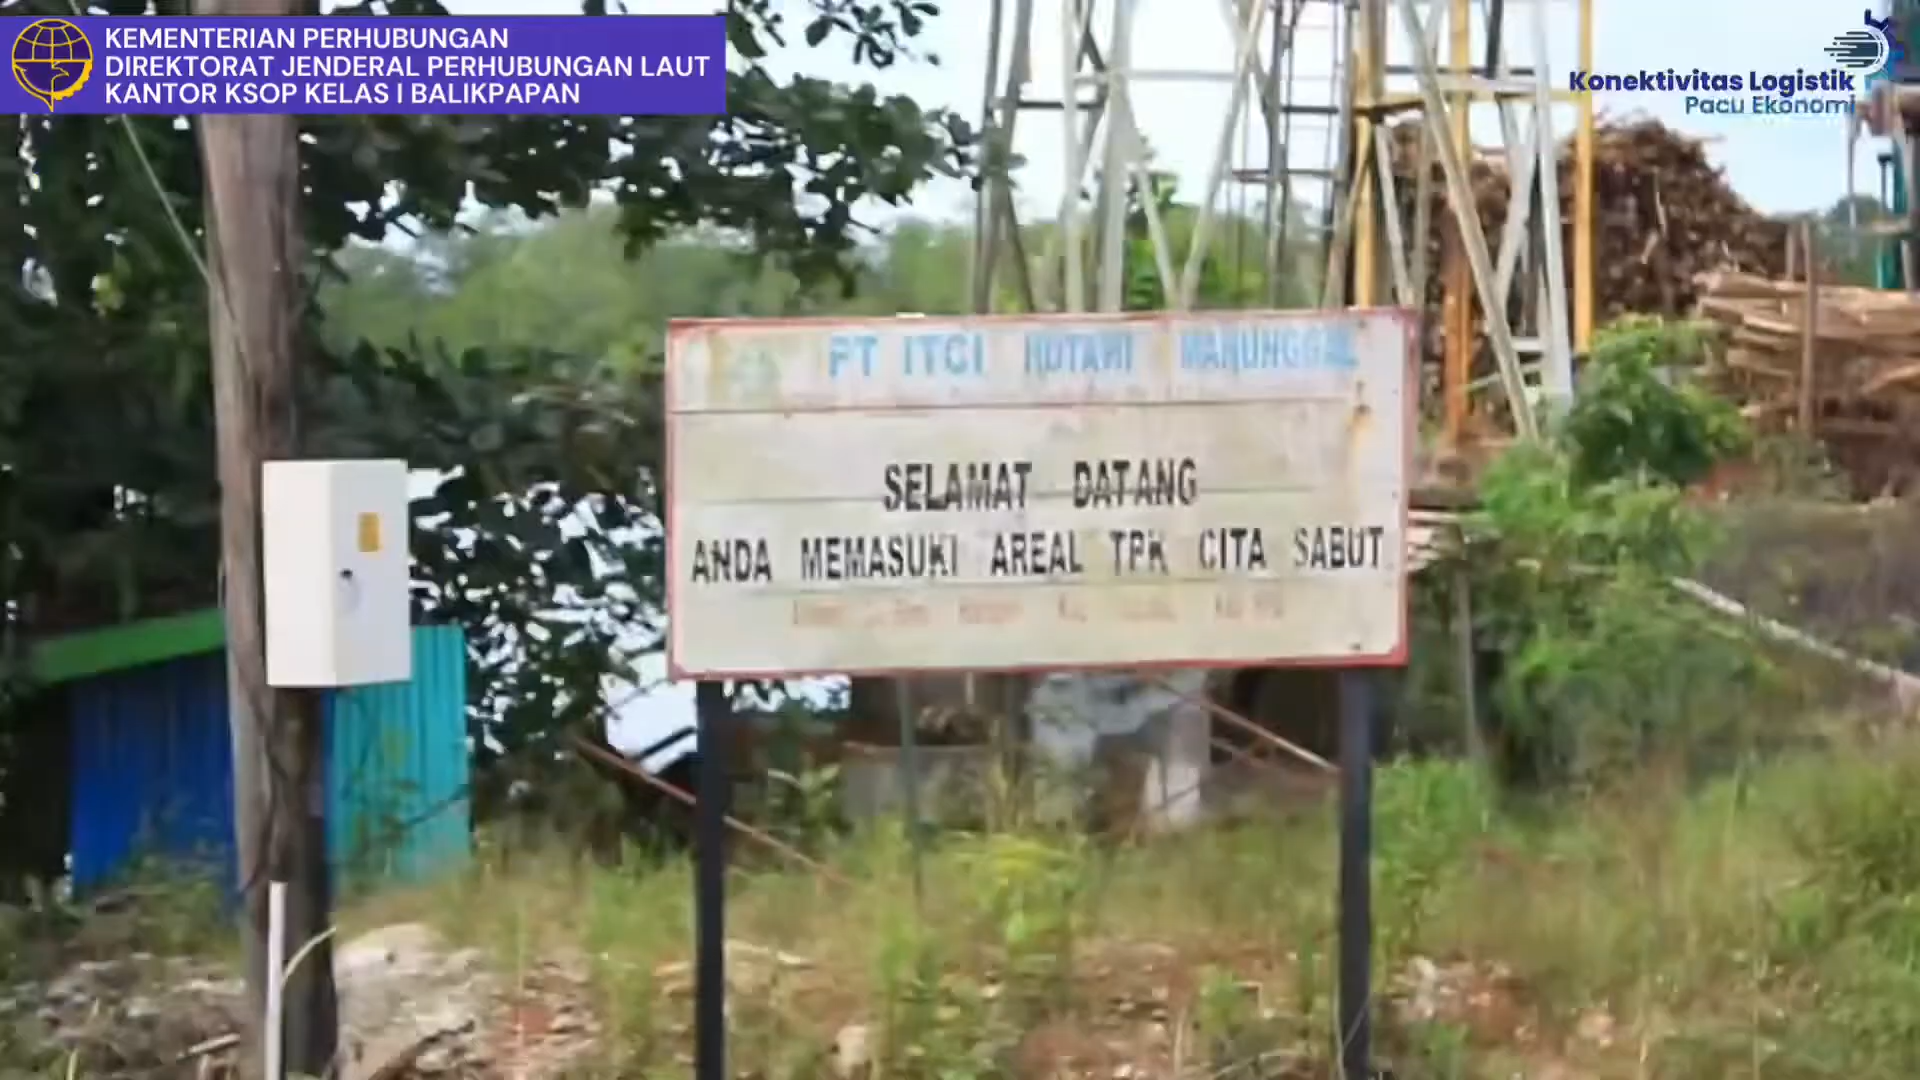 KEMENTERIAN PERHUBUNGAN
DIREKTORAT JENDERAL PERHUBUNGAN LAUT
KANTOR KSOP KELAS I BALIKPAPAN
Konektivitas Logistik
Pacu Ekonomi
PT ITCI HUTANI MANUNGGAL
SELAMAT DATANG
ANDA MEMASUKI AREAL TPK CITA SABUT